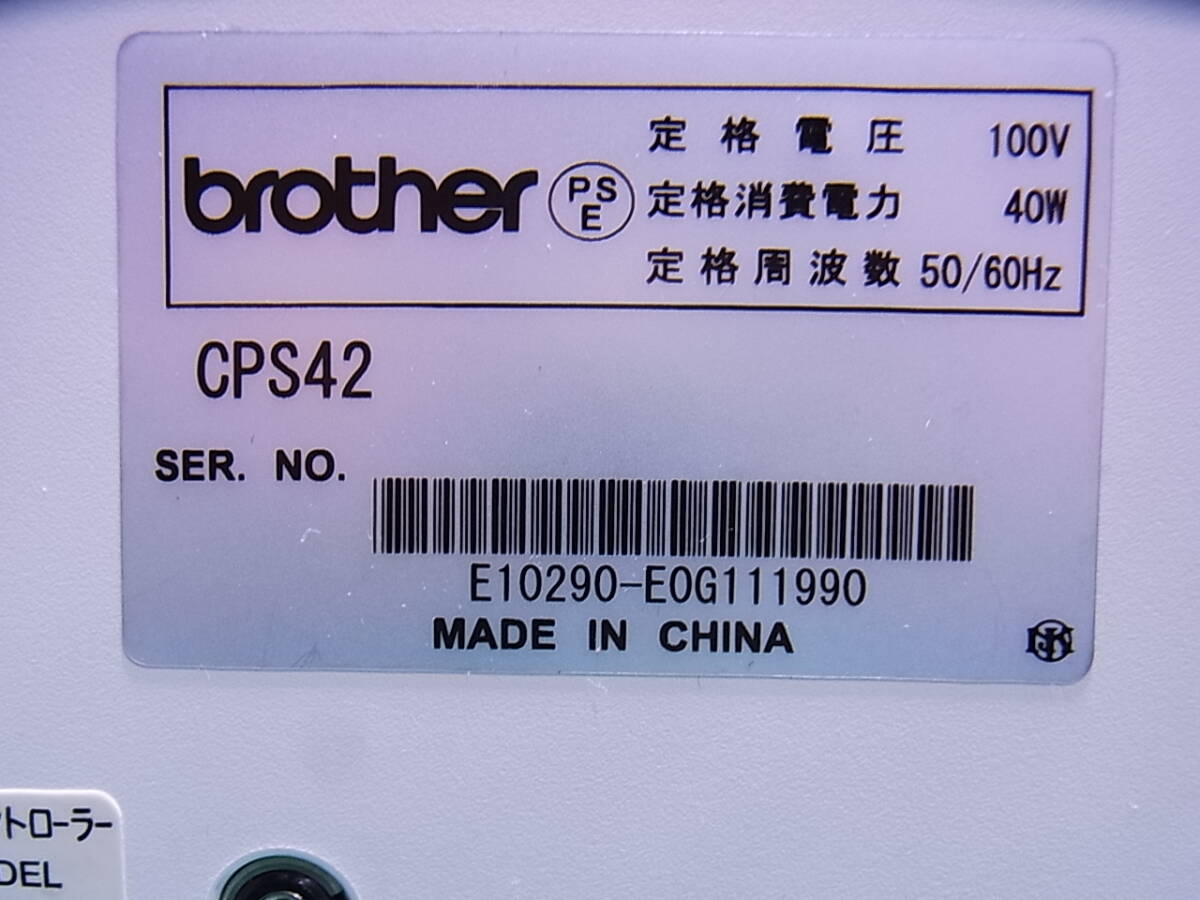 brother
PSE
定格電圧 100V
定格消費電力 40W
定格周波数 50/60Hz
CPS42
SER. NO.
E10290-E0G111990
MADE IN CHINA
トローラー
DEL